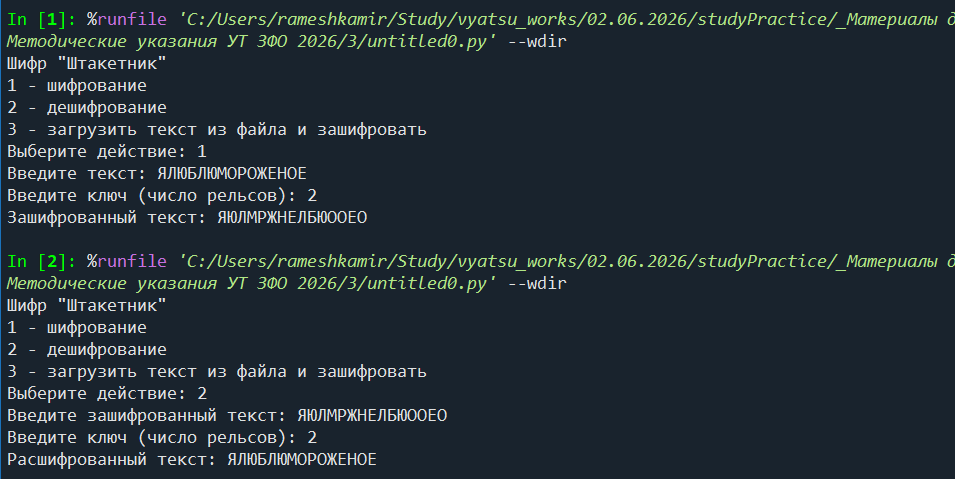 In [1]: %runfile 'C:/Users/rameshkamir/Study/vyatsu_works/02.06.2026/studyPractice/_Материалы д
Методические указания УТ ЗФО 2026/3/untitled0.py' --wdir
Шифр "Штакетник"
1 - шифрование
2 - дешифрование
3 - загрузить текст из файла и зашифровать
Выберите действие: 1
Введите текст: ЯЛЮБЛЮМОРОЖЕНОЕ
Введите ключ (число рельсов): 2
Зашифрованный текст: ЯЮЛМРЖНЕЛБЮООЕО
In [2]: %runfile 'C:/Users/rameshkamir/Study/vyatsu_works/02.06.2026/studyPractice/_Материалы д
Методические указания УТ ЗФО 2026/3/untitled0.py' --wdir
Шифр "Штакетник"
1 - шифрование
2 - дешифрование
3 - загрузить текст из файла и зашифровать
Выберите действие: 2
Введите зашифрованный текст: ЯЮЛМРЖНЕЛБЮООЕО
Введите ключ (число рельсов): 2
Расшифрованный текст: ЯЛЮБЛЮМОРОЖЕНОЕ